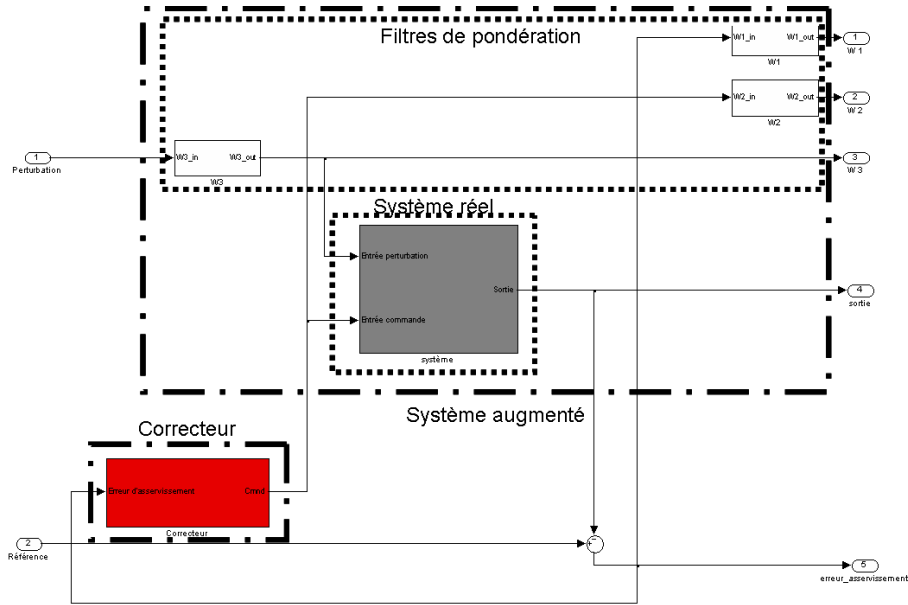 Filtres de pondération
W1_in W1_out
W1
1
W 1
W2_in W2_out
W2
2
W 2
1
Perturbation
W3_in W3_out
W3
3
W 3
Système réel
Entrée perturbation
Sortie
Entrée commande
système
4
sortie
Système augmenté
Correcteur
Erreur d'asservissement Cmnd
Correcteur
2
Référence
+ -
5
erreur_asservissement